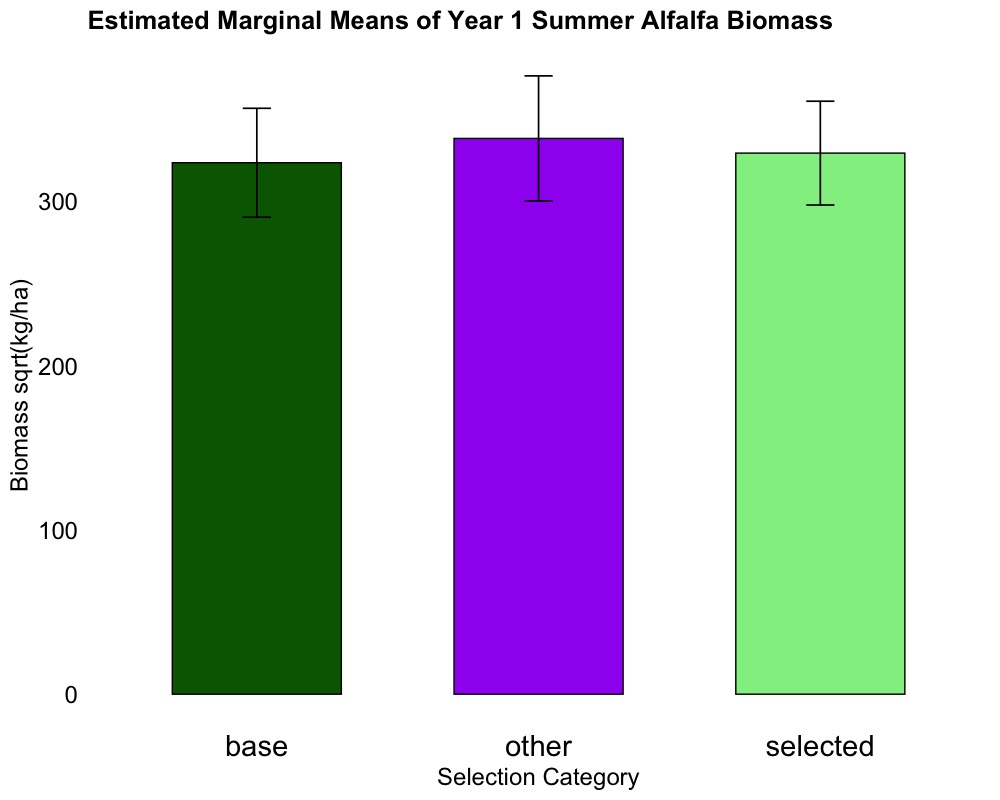 Estimated Marginal Means of Year 1 Summer Alfalfa Biomass
Biomass sqrt(kg/ha)
300
200
100
0
base other selected
Selection Category